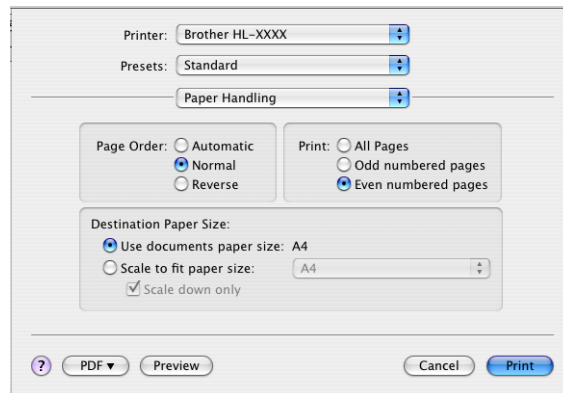 Printer: Brother HL-XXXX
Presets: Standard
Paper Handling
Page Order: Automatic
Normal
Reverse
Print: All Pages
Odd numbered pages
Even numbered pages
Destination Paper Size:
Use documents paper size: A4
Scale to fit paper size: A4
Scale down only
? PDF ▼ Preview Cancel Print